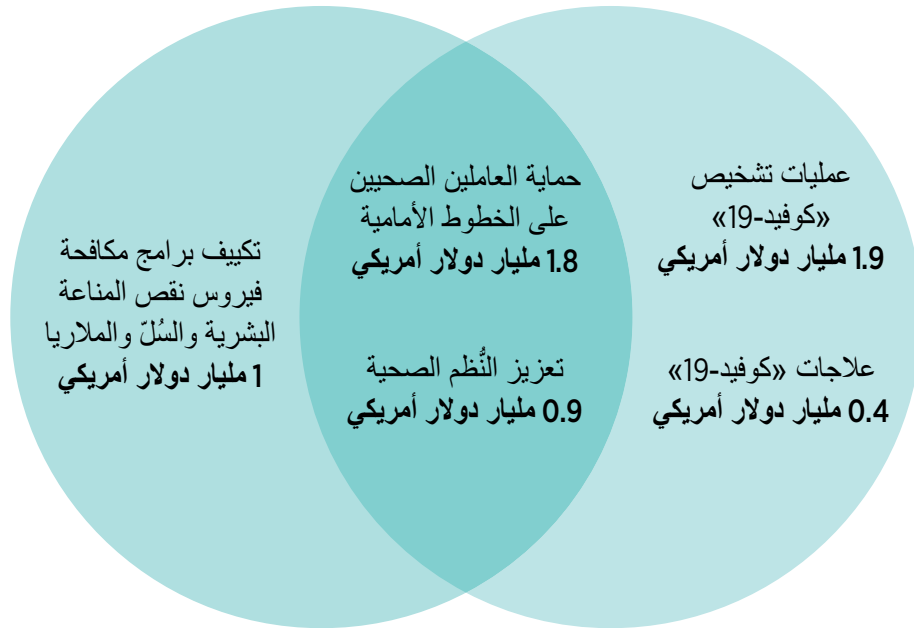 عمليات تشخيص
«كوفيد-19»
1.9 مليار دولار أمريكي
علاجات «كوفيد-19»
0.4 مليار دولار أمريكي
حماية العاملين الصحيين
على الخطوط الأمامية
1.8 مليار دولار أمريكي
تعزيز النُّظم الصحية
0.9 مليار دولار أمريكي
تكييف برامج مكافحة
فيروس نقص المناعة
البشرية والسُلّ والملاريا
1 مليار دولار أمريكي